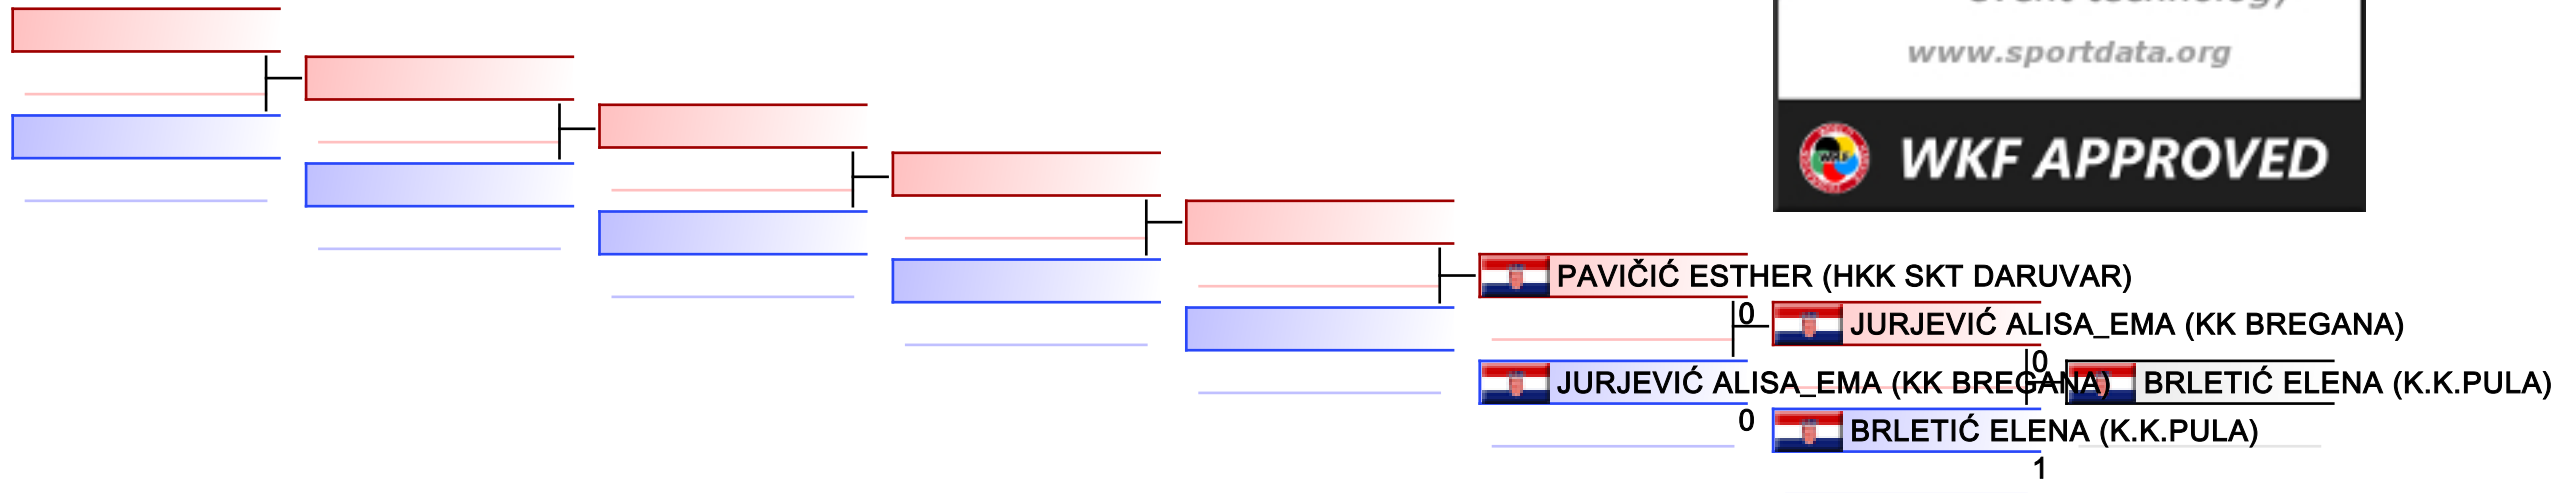 www.sportdata.org
WKF APPROVED
PAVIČIĆ ESTHER (HKK SKT DARUVAR)
0
JURJEVIĆ ALISA_EMA (KK BREGANA)
0
JURJEVIĆ ALISA_EMA (KK BREGANA)
BRLETIĆ ELENA (K.K.PULA)
0
BRLETIĆ ELENA (K.K.PULA)
1